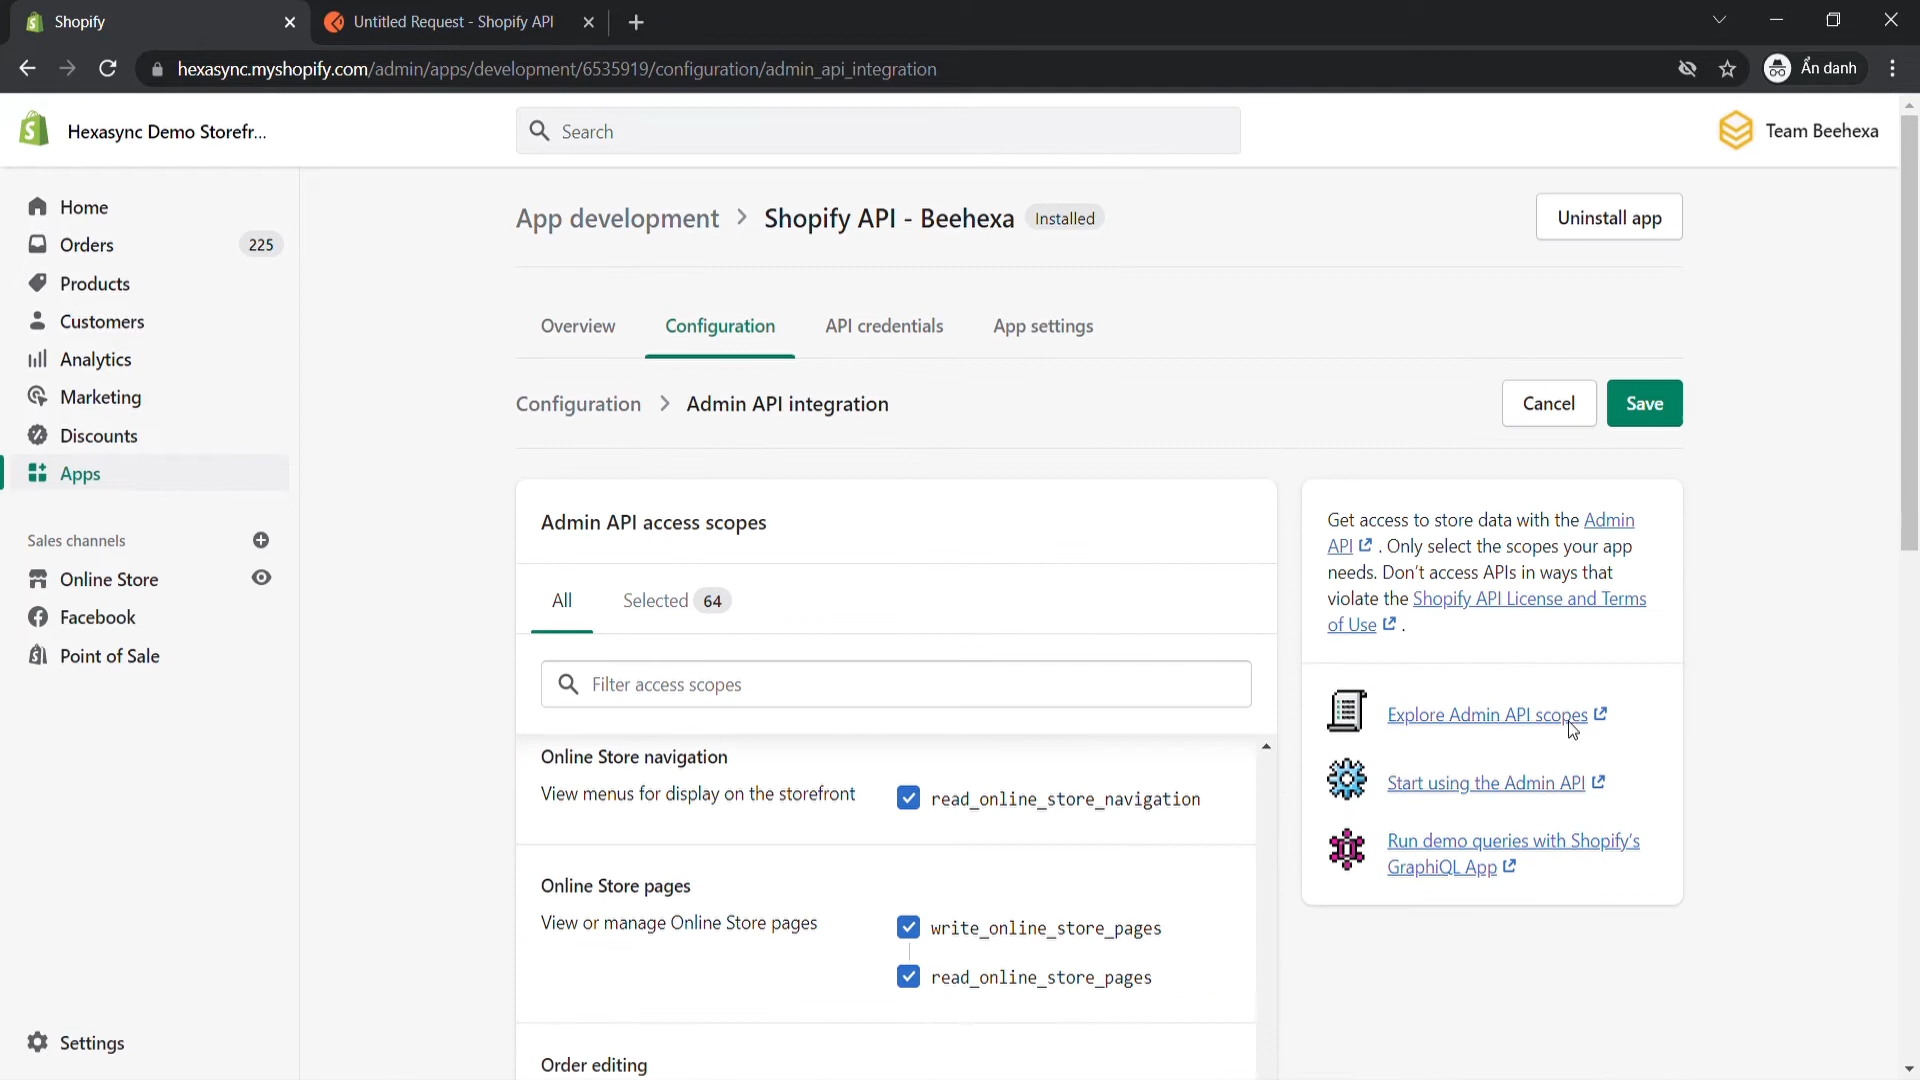 Shopify
Untitled Request - Shopify API
hexasync.myshopify.com/admin/apps/development/6535919/configuration/admin_api_integration
Ẩn danh
Hexasync Demo Storefr...
Search
Team Beehexa
Home
Orders 225
Products
Customers
Analytics
Marketing
Discounts
Apps
Sales channels
Online Store
Facebook
Point of Sale
Settings
App development > Shopify API - Beehexa Installed
Uninstall app
Overview Configuration API credentials App settings
Configuration > Admin API integration
Cancel Save
Admin API access scopes
All Selected 64
Filter access scopes
Online Store navigation
View menus for display on the storefront read_online_store_navigation
Online Store pages
View or manage Online Store pages write_online_store_pages
read_online_store_pages
Order editing
Get access to store data with the Admin
API . Only select the scopes your app
needs. Don't access APIs in ways that
violate the Shopify API License and Terms
of Use .
Explore Admin API scopes
Start using the Admin API
Run demo queries with Shopify's
GraphiQL App